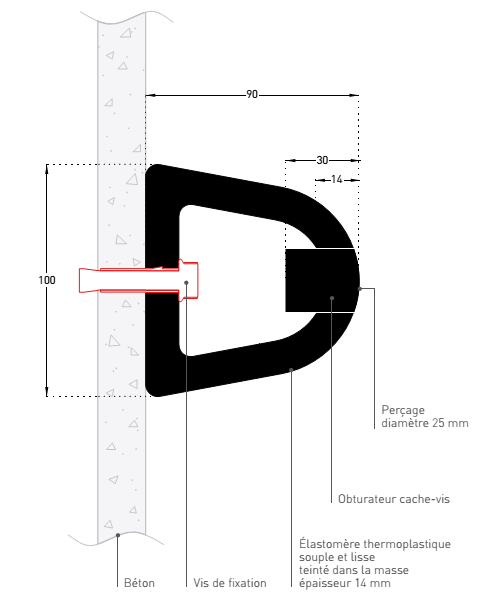 90
30
14
100
Perçage
diamètre 25 mm
Obturateur cache-vis
Élastomère thermoplastique
souple et lisse
teinté dans la masse
épaisseur 14 mm
Béton
Vis de fixation